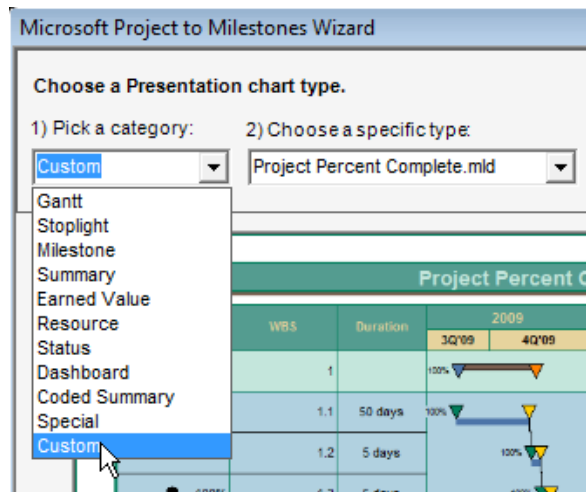 Microsoft Project to Milestones Wizard
Choose a Presentation chart type.
1) Pick a category: 2) Choose a specific type:
Custom Project Percent Complete.mld
Gantt
Stoplight
Milestone
Summary
Earned Value
Resource
Status
Dashboard
Coded Summary
Special
Custom
Project Percent C
WBS Duration 2009
3Q'09 4Q'09
1 100%
1.1 50 days 100%
1.2 5 days 100%